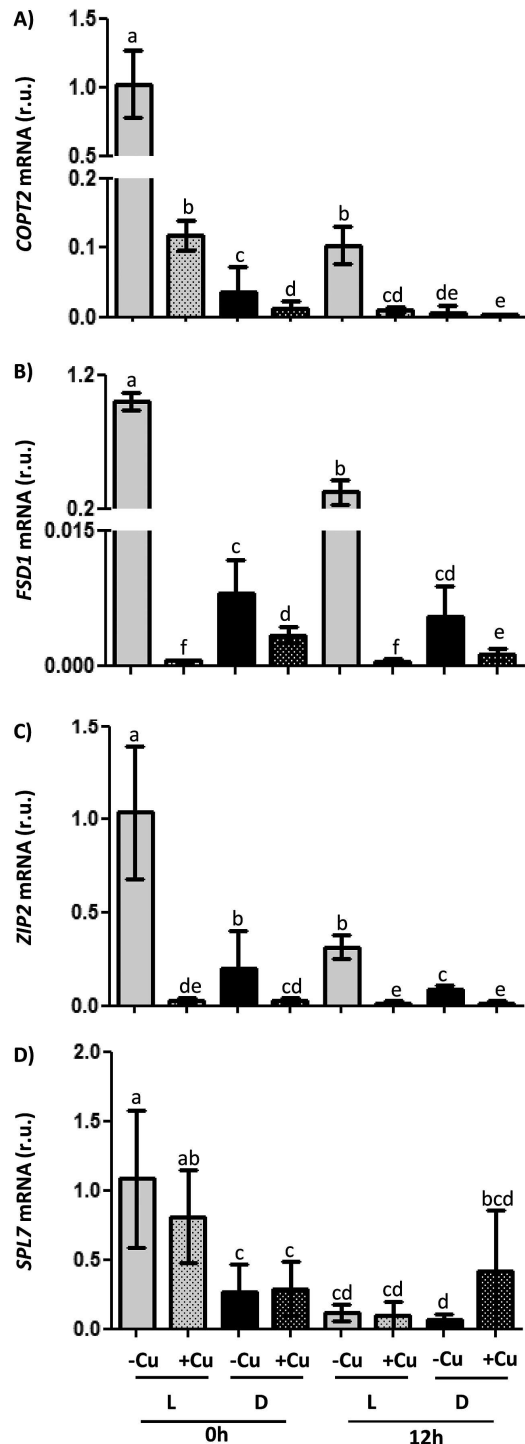 A)
COPT2 mRNA (r.u.)
1.5
1.0
0.5
0.2
0.1
0.0
a
b
c
d
b
cd
de
e
B)
FSD1 mRNA (r.u.)
1.2
0.2
0.015
0.000
a
f
c
d
b
f
cd
e
C)
ZIP2 mRNA (r.u.)
1.5
1.0
0.5
0.0
a
de
b
cd
b
e
c
e
D)
SPL7 mRNA (r.u.)
2.0
1.5
1.0
0.5
0.0
a
ab
c
c
cd
cd
d
bcd
-Cu +Cu -Cu +Cu -Cu +Cu -Cu +Cu
L D L D
0h 12h